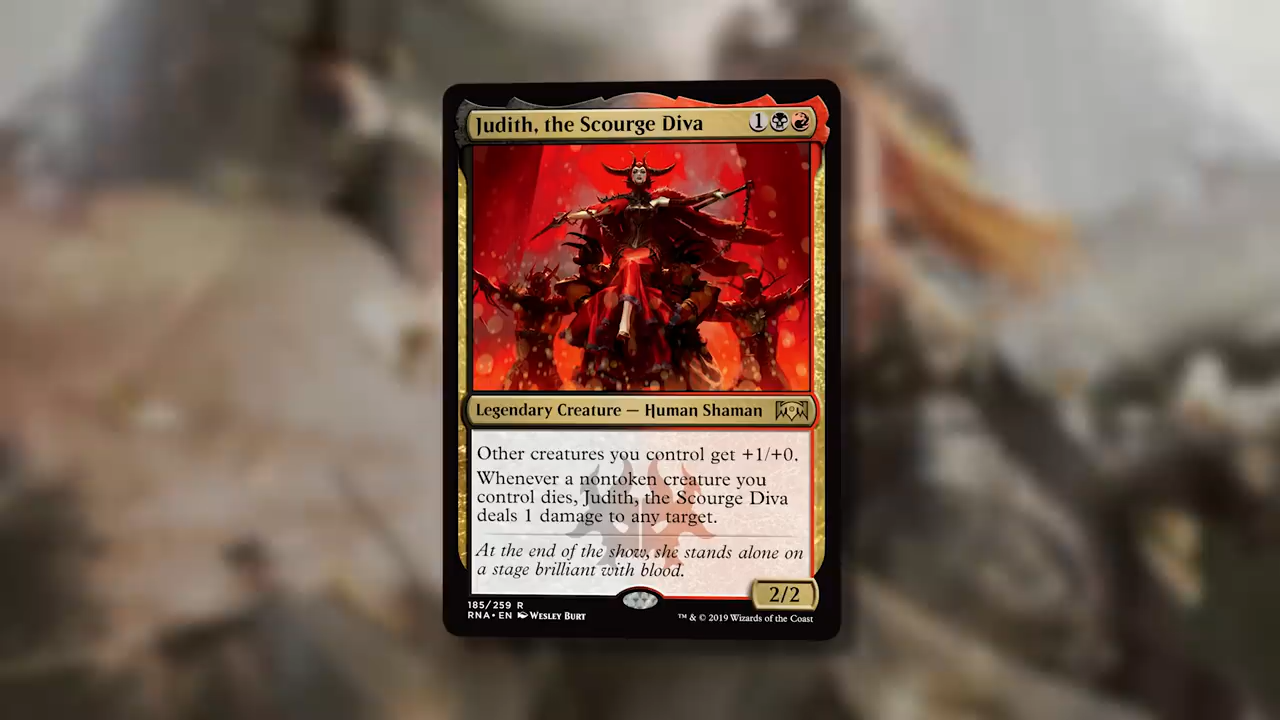 Judith, the Scourge Diva 1
Legendary Creature — Human Shaman
Other creatures you control get +1/+0.
Whenever a nontoken creature you
control dies, Judith, the Scourge Diva
deals 1 damage to any target.
At the end of the show, she stands alone on
a stage brilliant with blood.
2/2
185/259 R
RNA • EN Wesley Burt
™ & © 2019 Wizards of the Coast